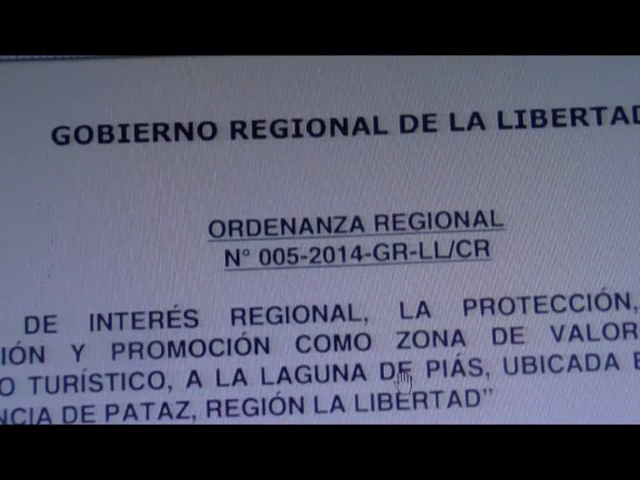 GOBIERNO REGIONAL DE LA LIBERTAD
ORDENANZA REGIONAL
N° 005-2014-GR-LL/CR
DE INTERÉS REGIONAL, LA PROTECCIÓN,
IÓN Y PROMOCIÓN COMO ZONA DE VALOR
O TURÍSTICO, A LA LAGUNA DE PIÁS, UBICADA E
NCIA DE PATAZ, REGIÓN LA LIBERTAD”